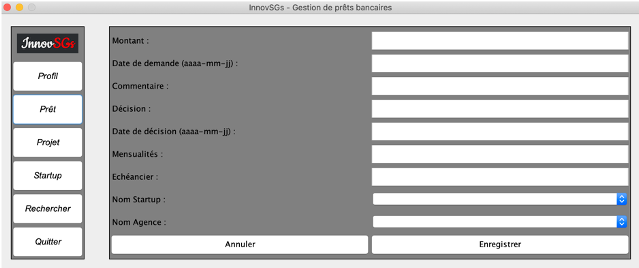 InnovSGs - Gestion de prêts bancaires
InnovSGs
Profil
Prêt
Projet
Startup
Rechercher
Quitter
Montant :
Date de demande (aaaa-mm-jj) :
Commentaire :
Décision :
Date de décision (aaaa-mm-jj) :
Mensualités :
Echéancier :
Nom Startup :
Nom Agence :
Annuler Enregistrer